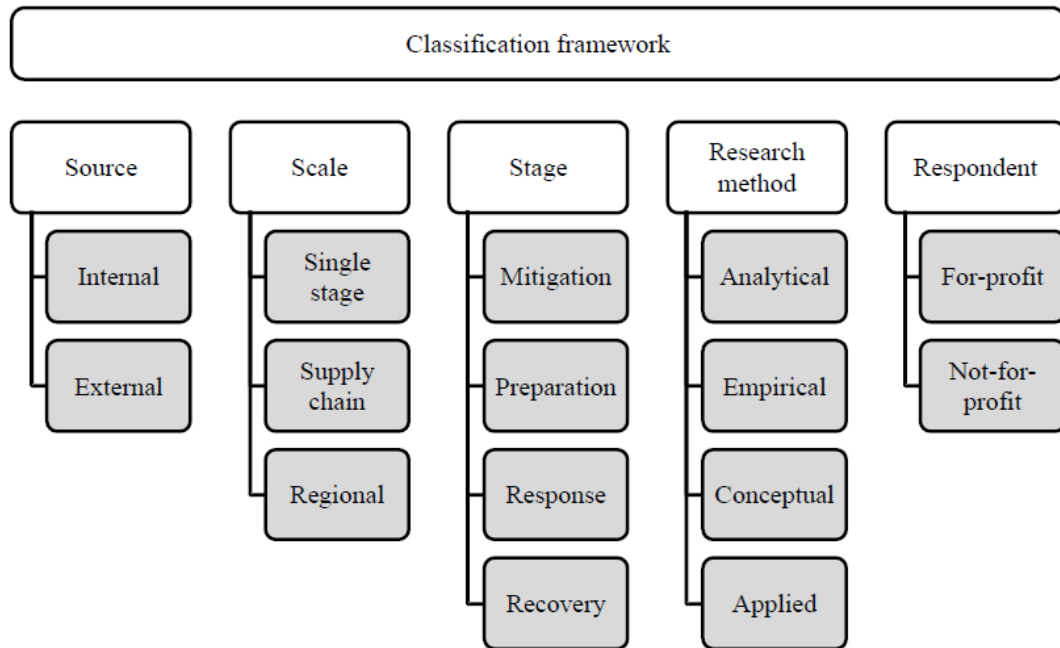 Classification framework
Source
Internal
External
Scale
Single
stage
Supply
chain
Regional
Stage
Mitigation
Preparation
Response
Recovery
Research
method
Analytical
Empirical
Conceptual
Applied
Respondent
For-profit
Not-for-
profit